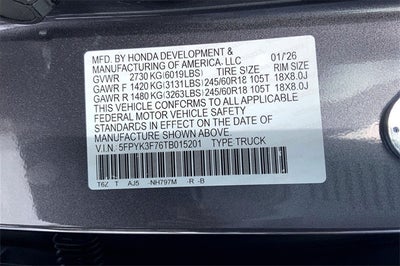 MFD. BY HONDA DEVELOPMENT &
MANUFACTURING OF AMERICA, LLC 01/'26
GVWR 2730 KG(6019LBS) TIRE SIZE RIM SIZE
GAWR F 1420 KG(3131LBS) 245/60R18 105T 18X8.0J
GAWR R 1480 KG(3263LBS) 245/60R18 105T 18X8.0J
THIS VEHICLE CONFORMS TO ALL APPLICABLE
FEDERAL MOTOR VEHICLE SAFETY
STANDARDS IN EFFECT ON THE DATE OF
MANUFACTURE SHOWN ABOVE.
V.I.N. 5FPYK3F76TB015201 TYPE TRUCK
T6Z T AJ5 -NH797M -R -B